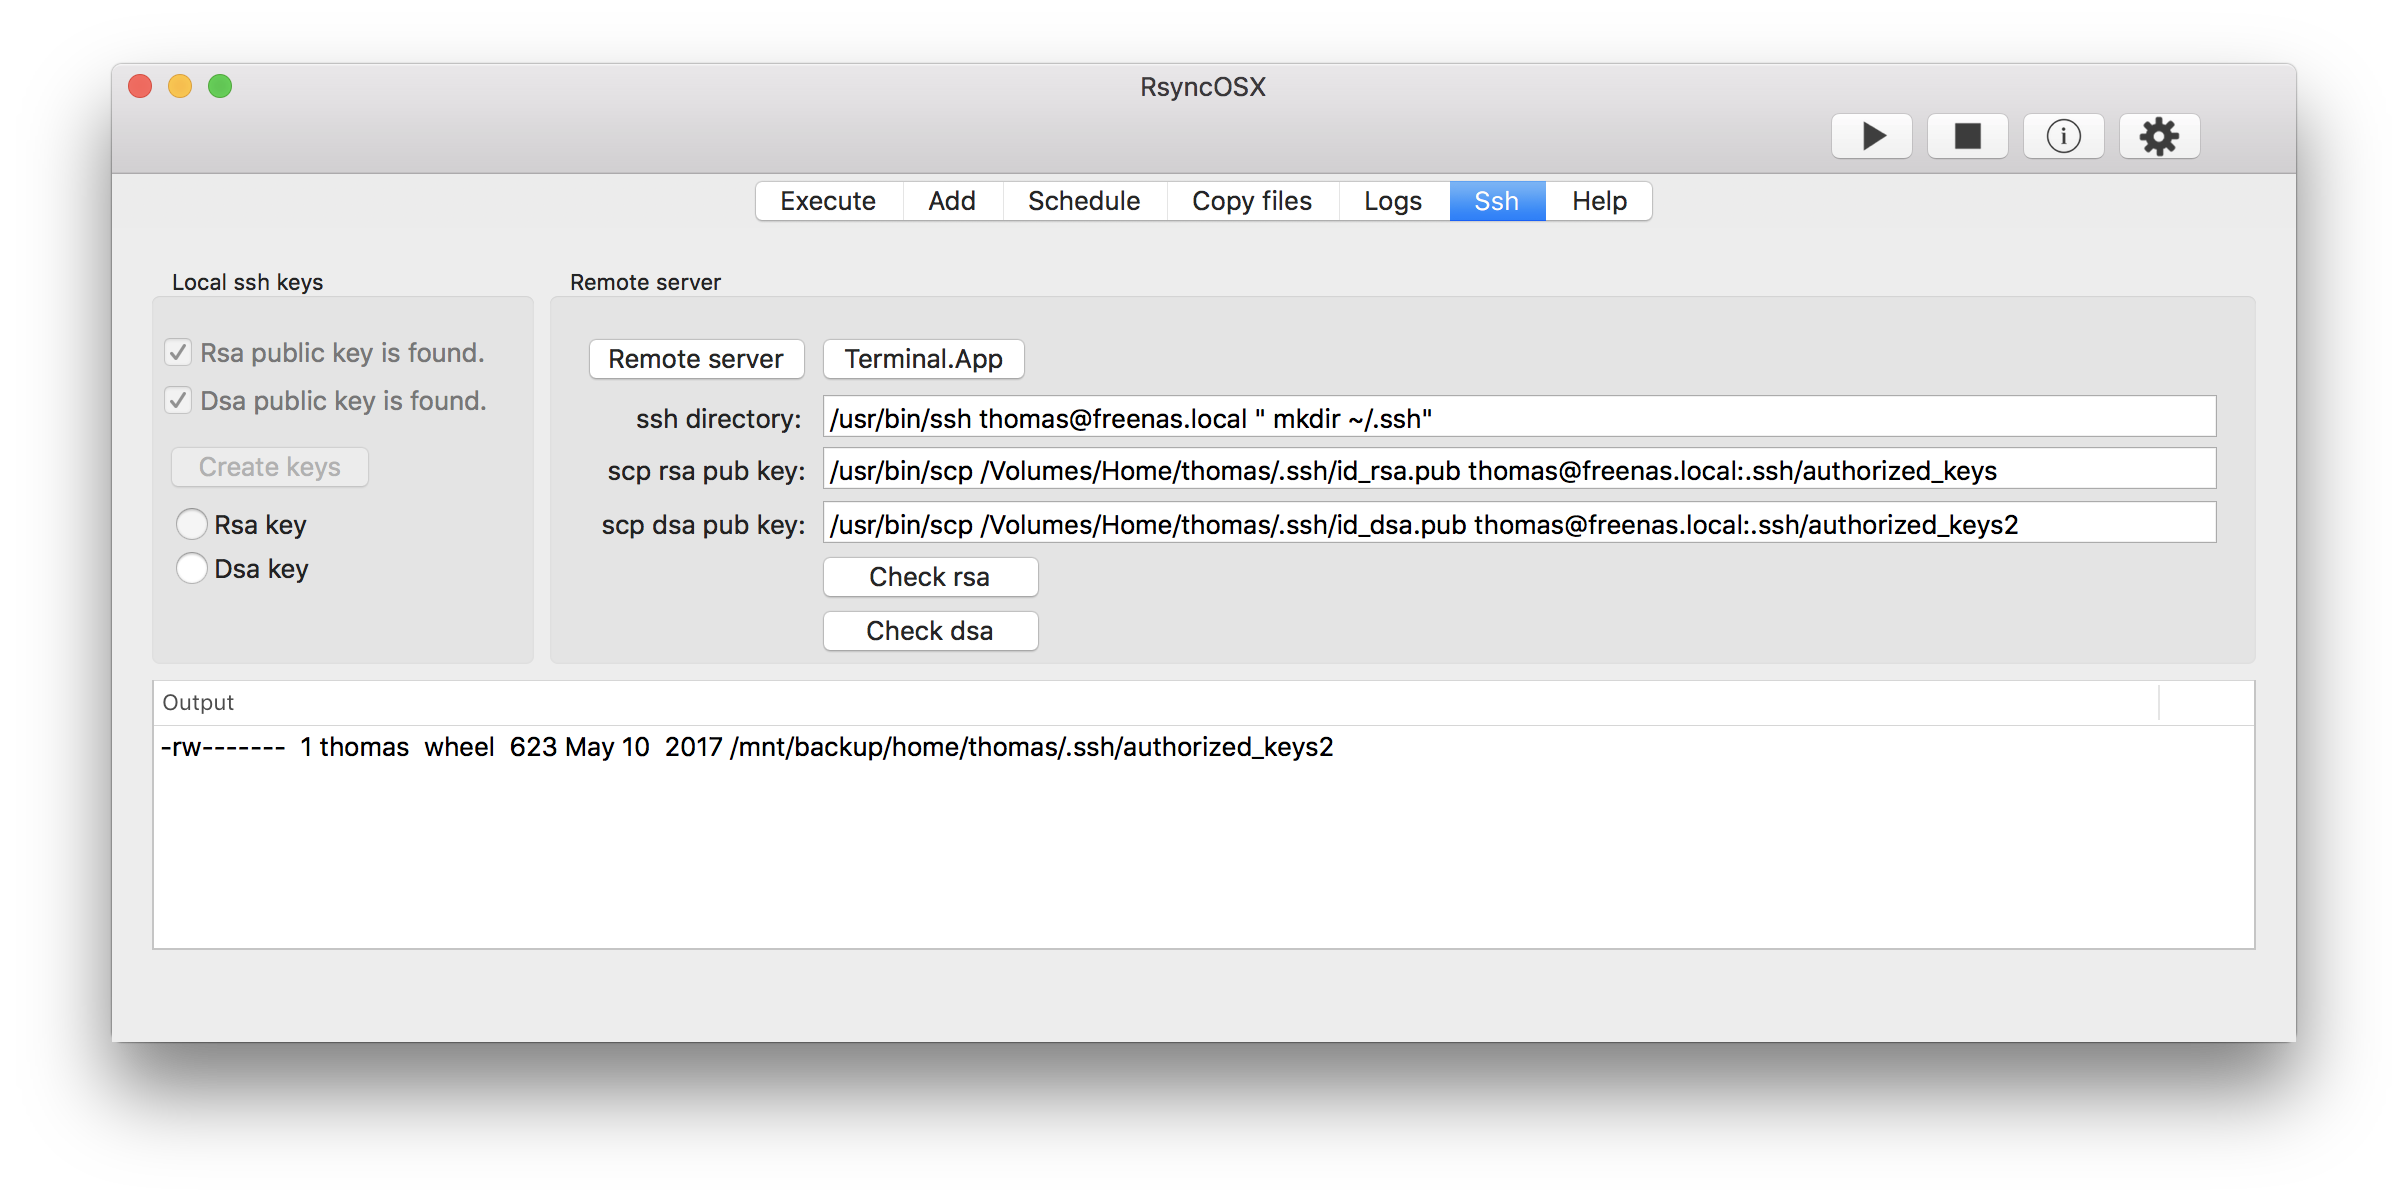 RsyncOSX
Execute Add Schedule Copy files Logs Ssh Help
Local ssh keys
Rsa public key is found.
Dsa public key is found.
Create keys
Rsa key
Dsa key
Remote server
Remote server Terminal.App
ssh directory: /usr/bin/ssh thomas@freenas.local " mkdir ~/.ssh"
scp rsa pub key: /usr/bin/scp /Volumes/Home/thomas/.ssh/id_rsa.pub thomas@freenas.local:.ssh/authorized_keys
scp dsa pub key: /usr/bin/scp /Volumes/Home/thomas/.ssh/id_dsa.pub thomas@freenas.local:.ssh/authorized_keys2
Check rsa
Check dsa
Output
-rw------- 1 thomas wheel 623 May 10 2017 /mnt/backup/home/thomas/.ssh/authorized_keys2